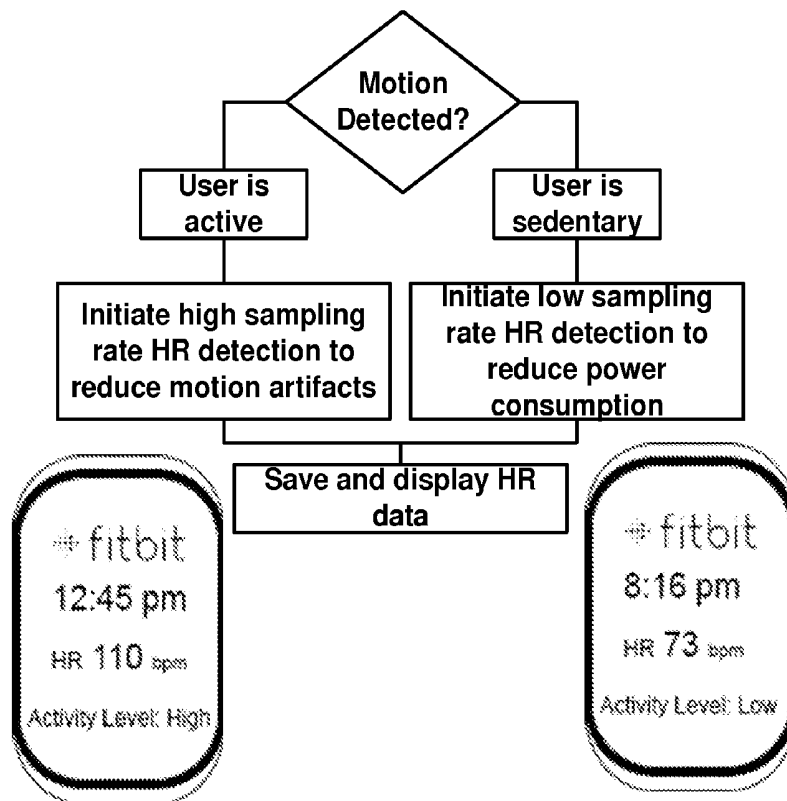 Motion
Detected?
User is
active
User is
sedentary
Initiate high sampling
rate HR detection to
reduce motion artifacts
Initiate low sampling
rate HR detection to
reduce power
consumption
Save and display HR
data
fitbit
12:45 pm
HR 110 bpm
Activity Level: High
fitbit
8:16 pm
HR 73 bpm
Activity Level: Low